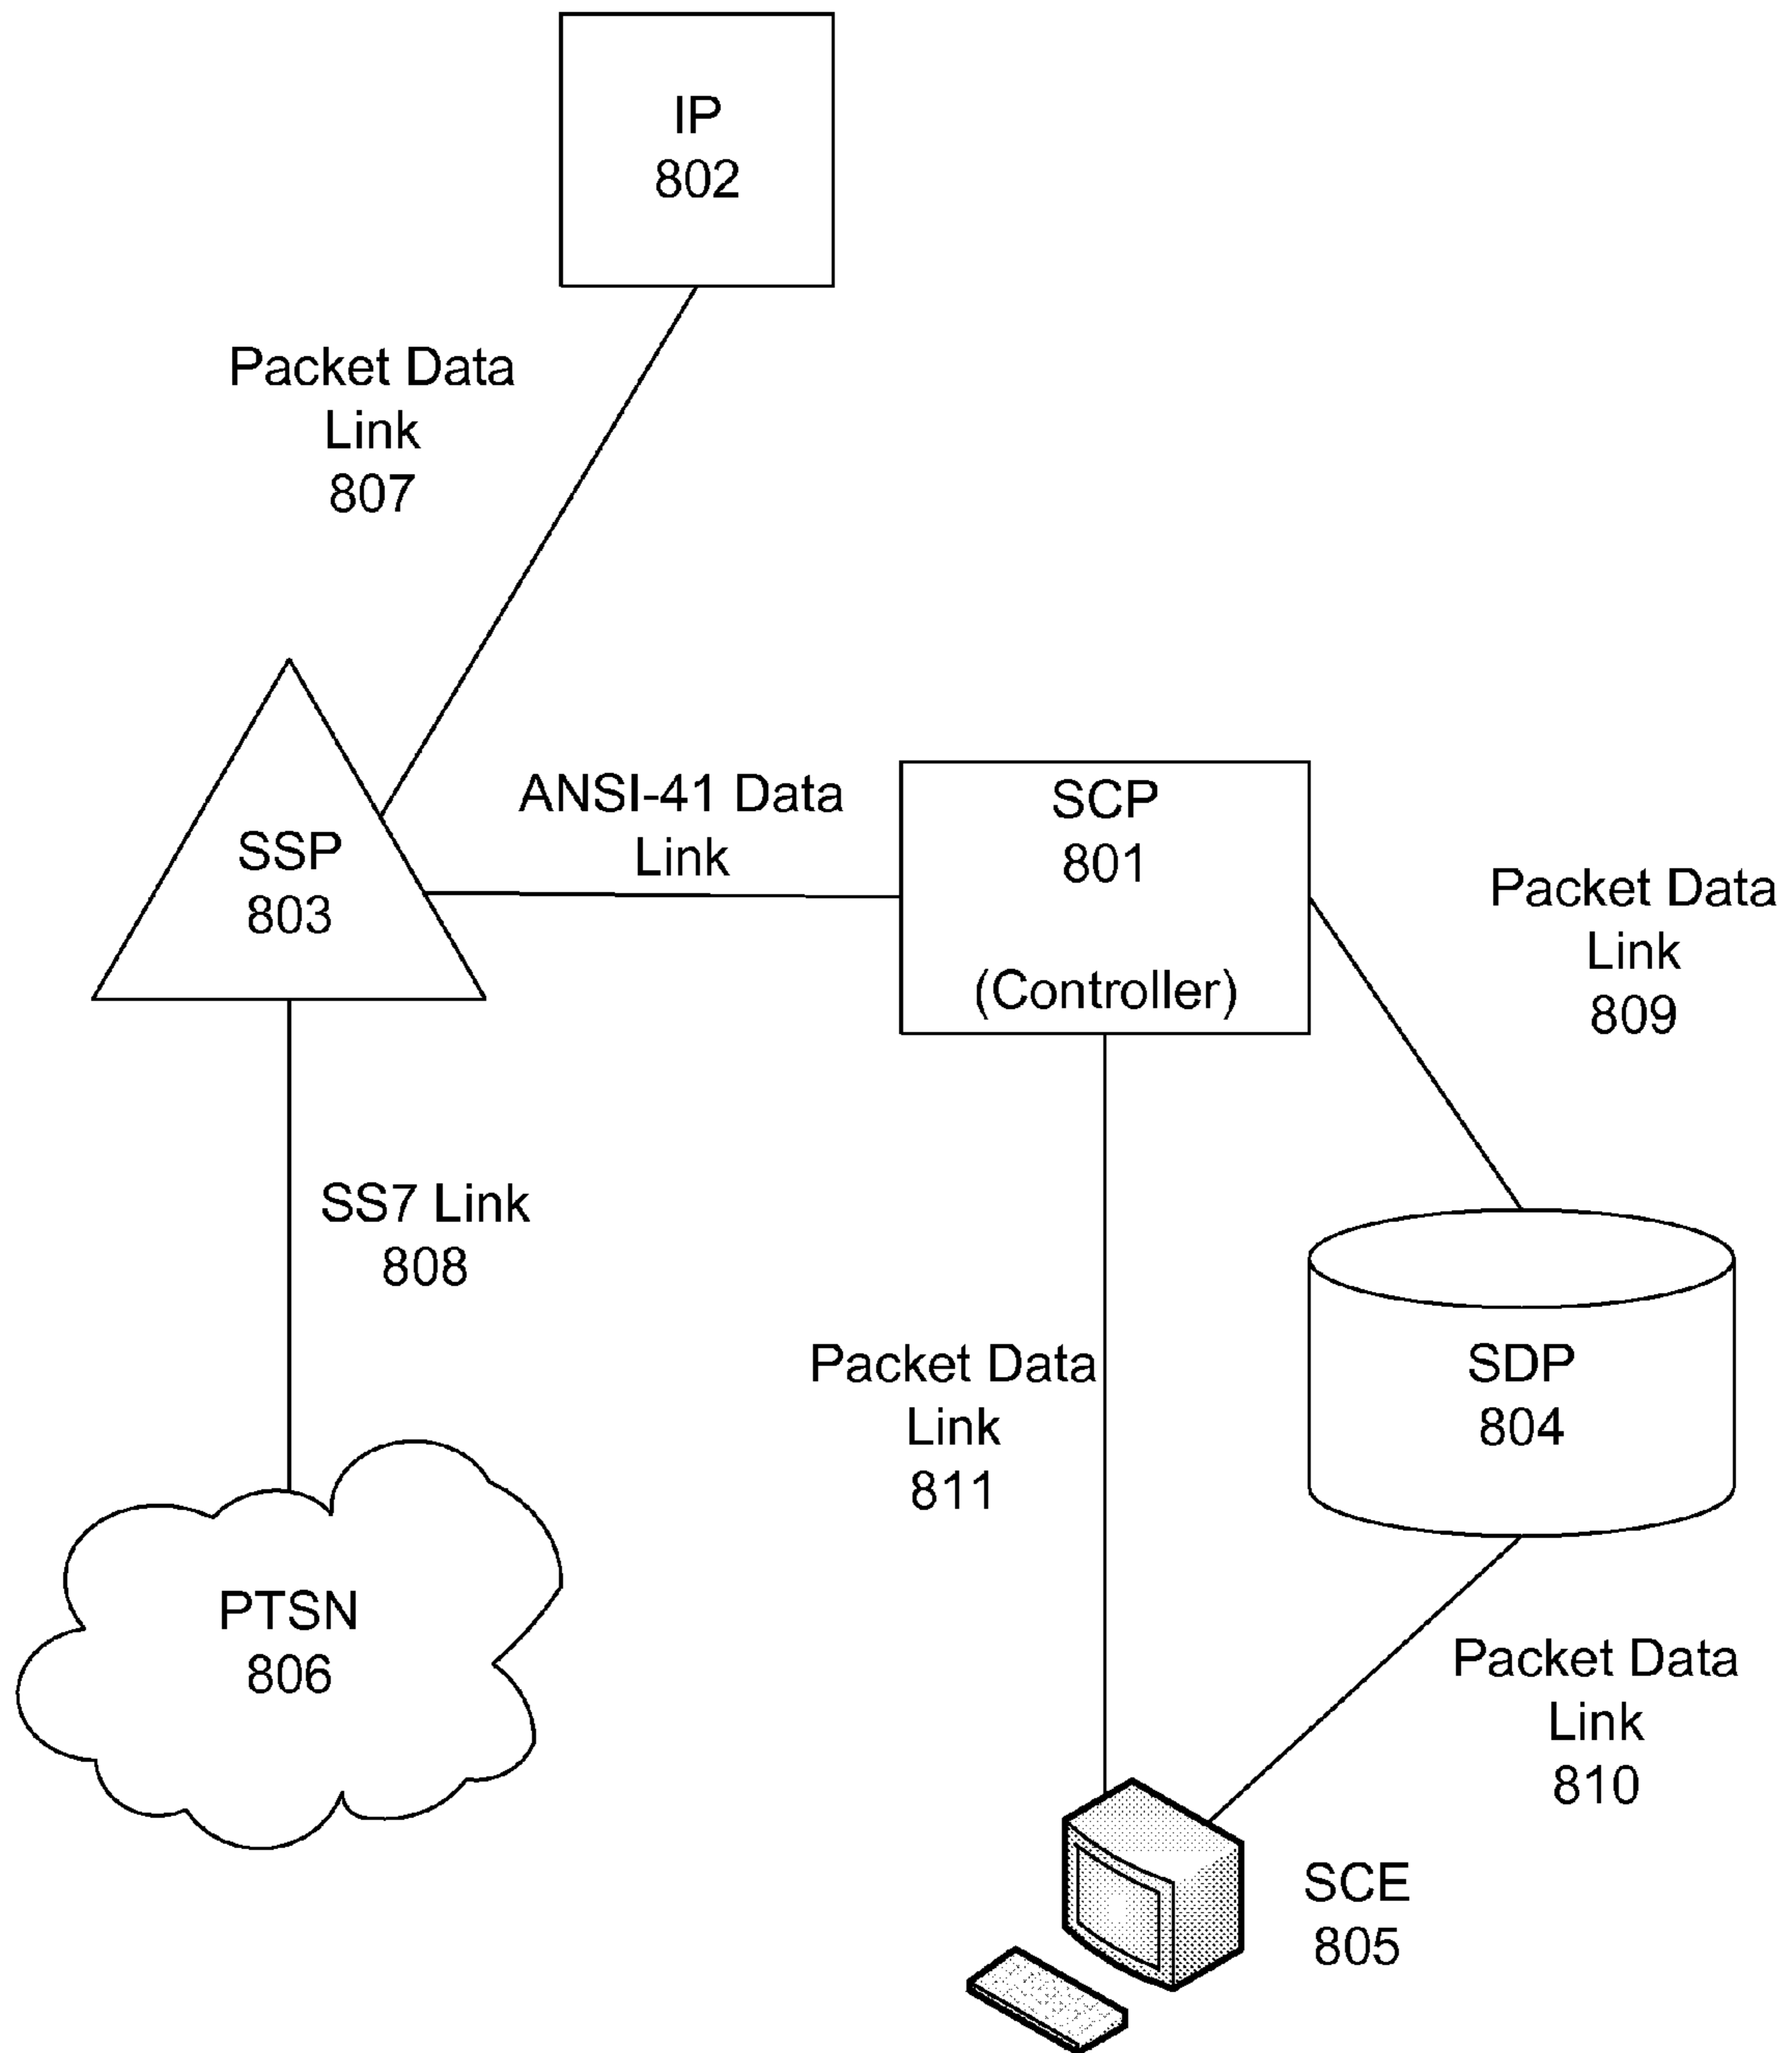 IP
802
Packet Data
Link
807
SSP
803
ANSI-41 Data
Link
SCP
801
(Controller)
Packet Data
Link
809
SS7 Link
808
Packet Data
Link
811
SDP
804
PTSN
806
Packet Data
Link
810
SCE
805